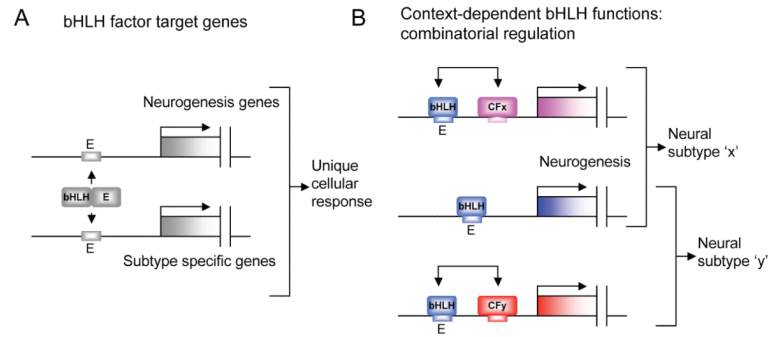 A
bHLH factor target genes
Neurogenesis genes
E
bHLH E
E
Subtype specific genes
Unique
cellular
response
B
Context-dependent bHLH functions:
combinatorial regulation
bHLH CFx
E
Neurogenesis
bHLH
E
bHLH CFy
E
Neural
subtype ‘x’
Neural
subtype ‘y’